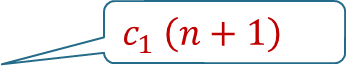 c₁ (n + 1)